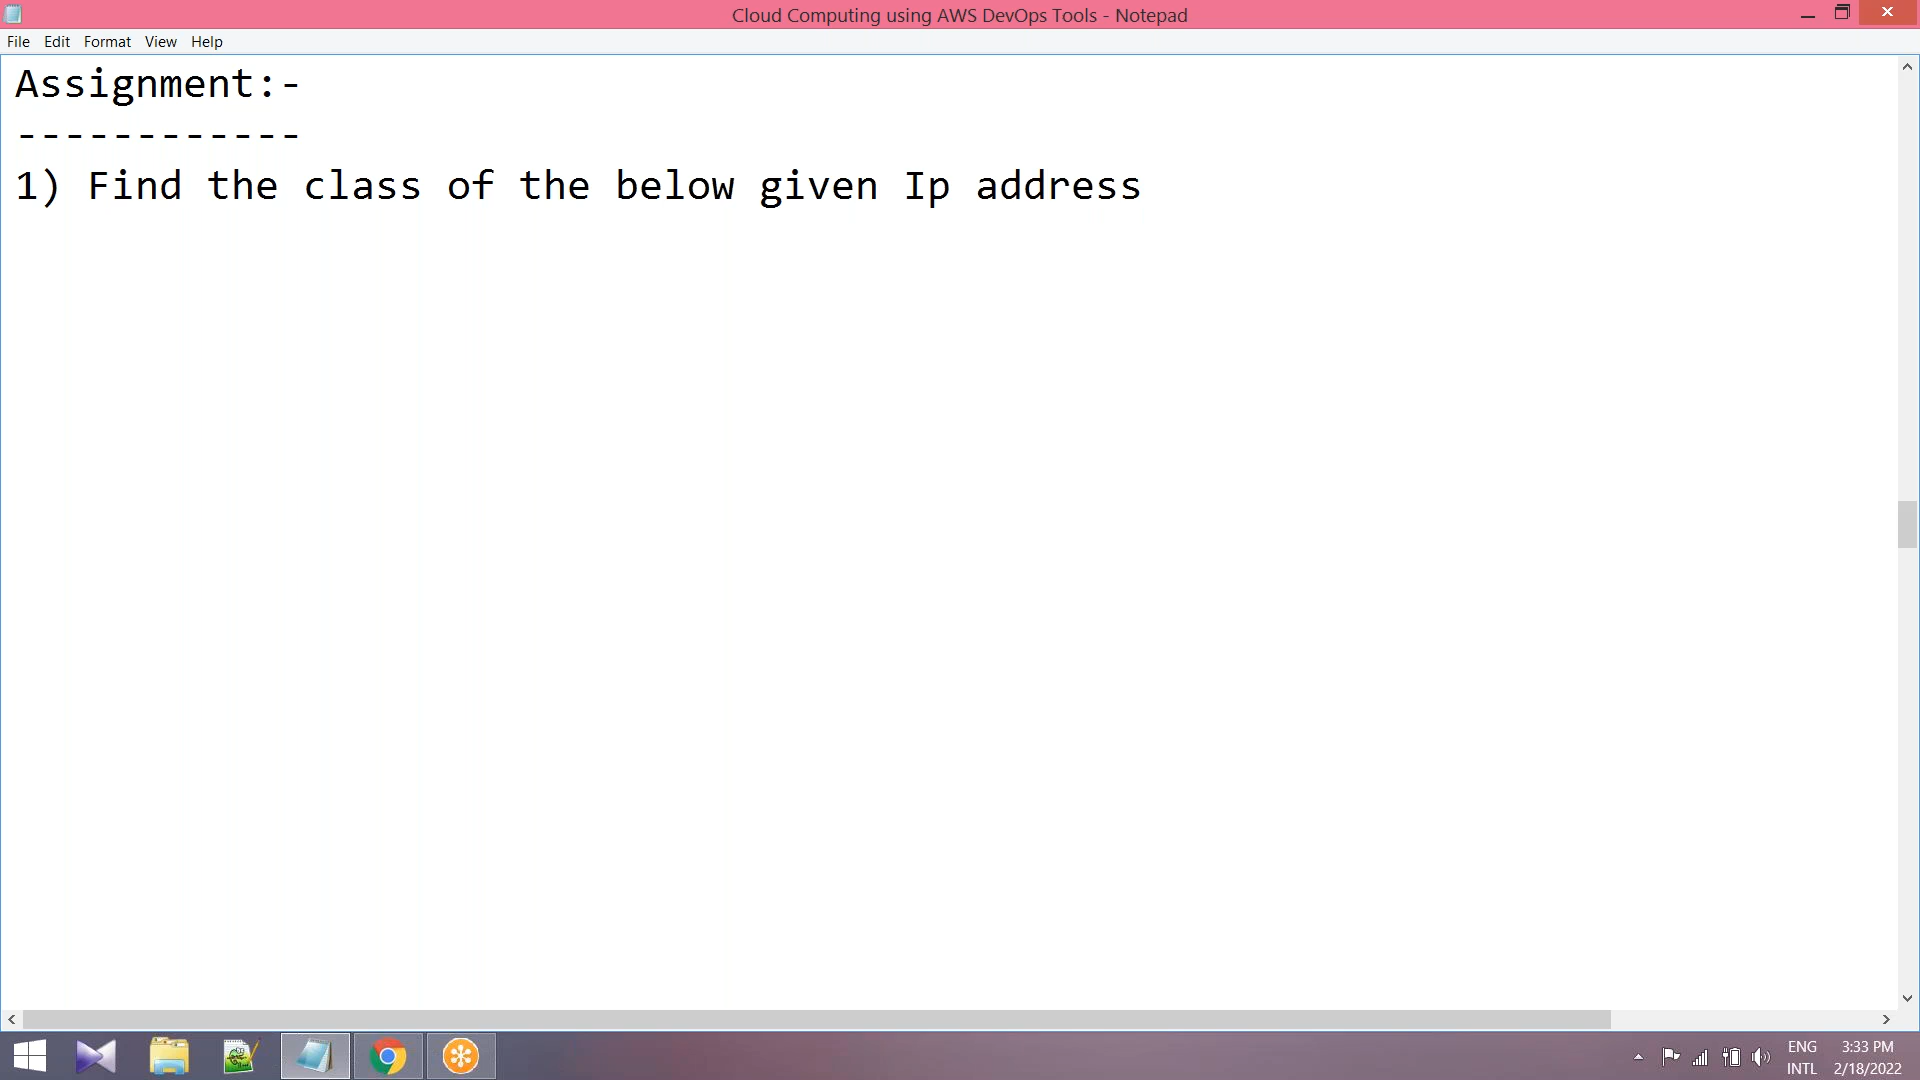 Cloud Computing using AWS DevOps Tools - Notepad
File Edit Format View Help
Assignment:-
------------
1) Find the class of the below given Ip address
ENG 3:33 PM
INTL 2/18/2022